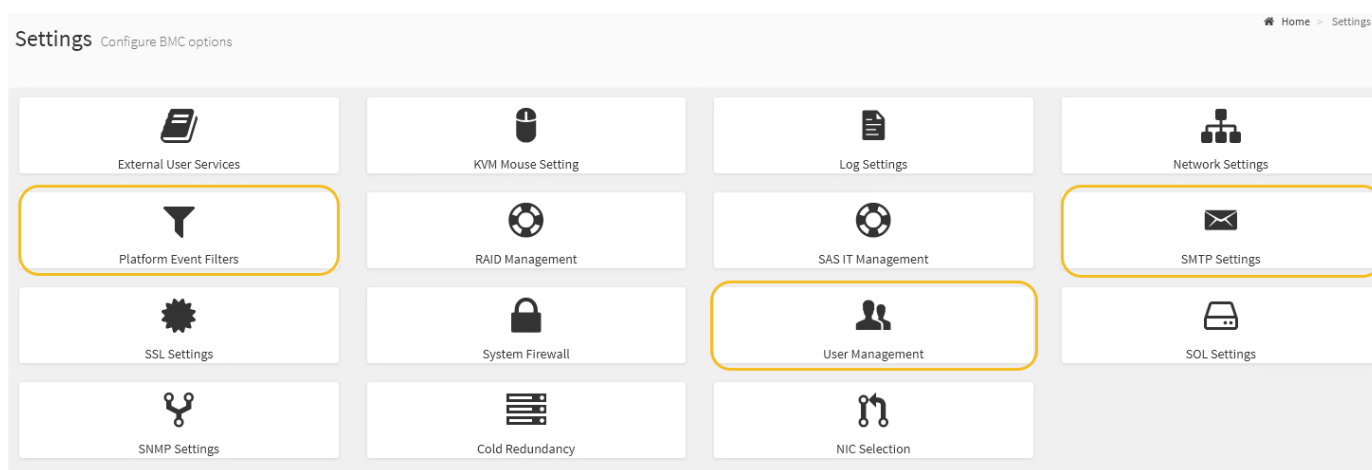 Settings Configure BMC options
Home > Settings
External User Services
KVM Mouse Setting
Log Settings
Network Settings
Platform Event Filters
RAID Management
SAS IT Management
SMTP Settings
SSL Settings
System Firewall
User Management
SOL Settings
SNMP Settings
Cold Redundancy
NIC Selection